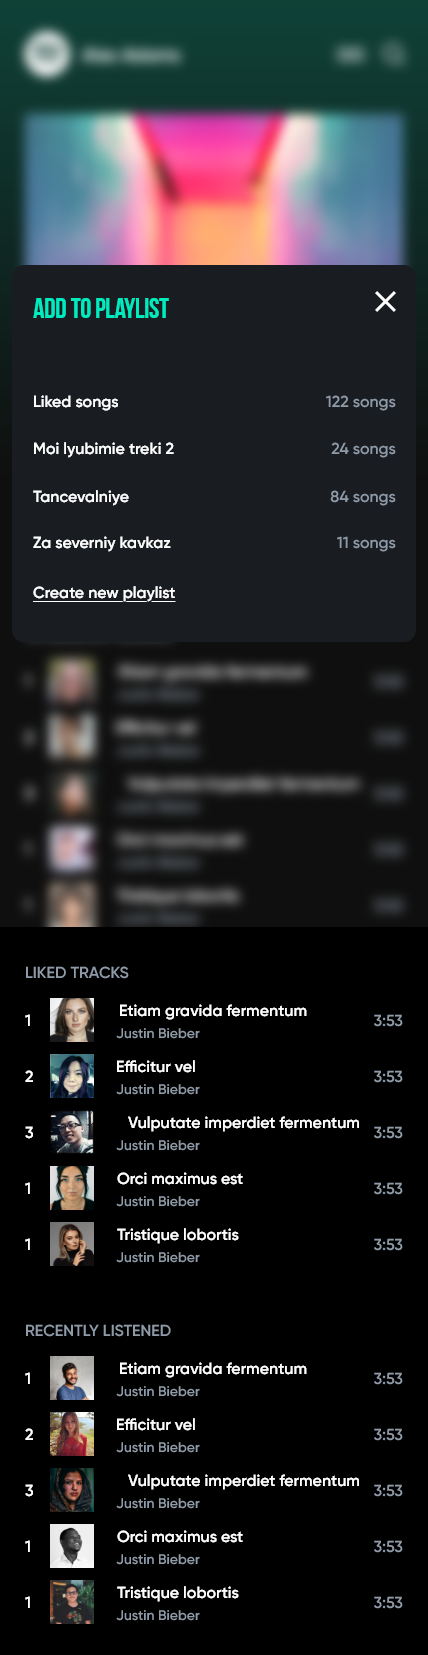 ADD TO PLAYLIST
Liked songs 122 songs
Moi lyubimie treki 2 24 songs
Tancevalniye 84 songs
Za severniy kavkaz 11 songs
Create new playlist
LIKED TRACKS
1 Etiam gravida fermentum 3:53
Justin Bieber
2 Efficitur vel 3:53
Justin Bieber
3 Vulputate imperdiet fermentum 3:53
Justin Bieber
1 Orci maximus est 3:53
Justin Bieber
1 Tristique lobortis 3:53
Justin Bieber
RECENTLY LISTENED
1 Etiam gravida fermentum 3:53
Justin Bieber
2 Efficitur vel 3:53
Justin Bieber
3 Vulputate imperdiet fermentum 3:53
Justin Bieber
1 Orci maximus est 3:53
Justin Bieber
1 Tristique lobortis 3:53
Justin Bieber